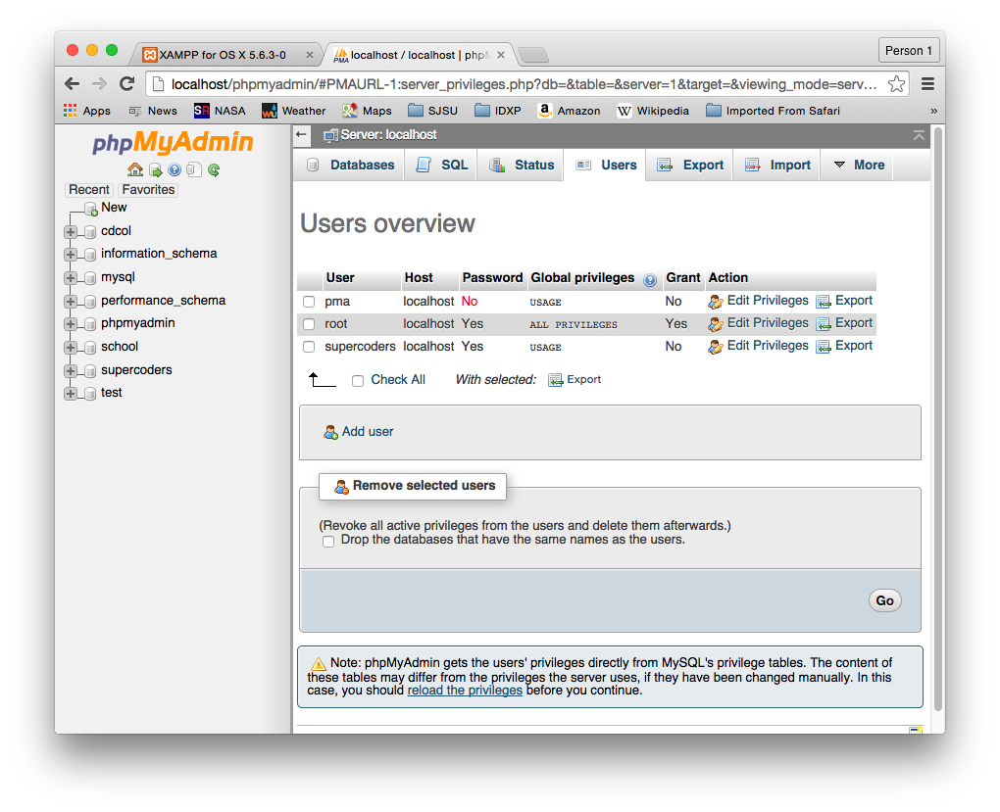 XAMPP for OS X 5.6.3-0
localhost / localhost | phpM
Person 1
localhost/phpmyadmin/#PMAURL-1:server_privileges.php?db=&table=&server=1&target=&viewing_mode=serv...
Apps News NASA Weather Maps SJSU IDXP Amazon Wikipedia Imported From Safari »
phpMyAdmin
Recent Favorites
New
cdcol
information_schema
mysql
performance_schema
phpmyadmin
school
supercoders
test
Server: localhost
Databases SQL Status Users Export Import More
Users overview
User Host Password Global privileges Grant Action
pma localhost No USAGE No Edit Privileges Export
root localhost Yes ALL PRIVILEGES Yes Edit Privileges Export
supercoders localhost Yes USAGE No Edit Privileges Export
Check All With selected: Export
Add user
Remove selected users
(Revoke all active privileges from the users and delete them afterwards.)
Drop the databases that have the same names as the users.
Go
Note: phpMyAdmin gets the users' privileges directly from MySQL's privilege tables. The content of
these tables may differ from the privileges the server uses, if they have been changed manually. In this
case, you should reload the privileges before you continue.